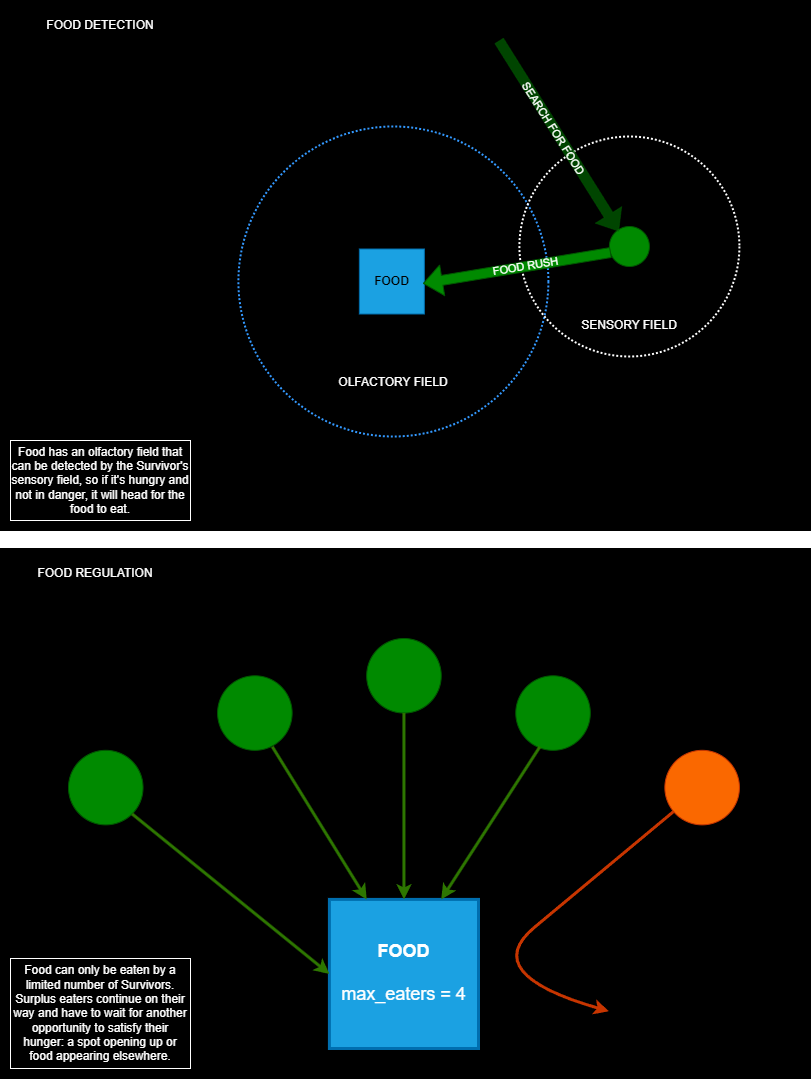 FOOD DETECTION
SEARCH FOR FOOD
FOOD RUSH
FOOD
SENSORY FIELD
OLFACTORY FIELD
Food has an olfactory field that
can be detected by the Survivor's
sensory field, so if it's hungry and
not in danger, it will head for the
food to eat.
FOOD REGULATION
FOOD
max_eaters = 4
Food can only be eaten by a
limited number of Survivors.
Surplus eaters continue on their
way and have to wait for another
opportunity to satisfy their
hunger: a spot opening up or
food appearing elsewhere.